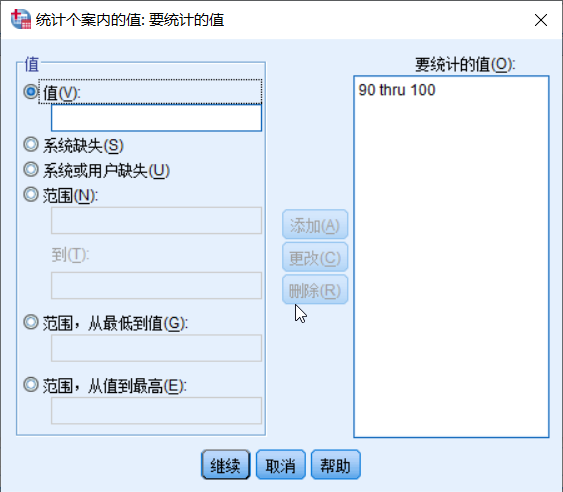 统计个案内的值: 要统计的值
值
值(V):
系统缺失(S)
系统或用户缺失(U)
范围(N):
到(T):
范围，从最低到值(G):
范围，从值到最高(E):
添加(A)
更改(C)
删除(R)
要统计的值(O):
90 thru 100
继续
取消
帮助